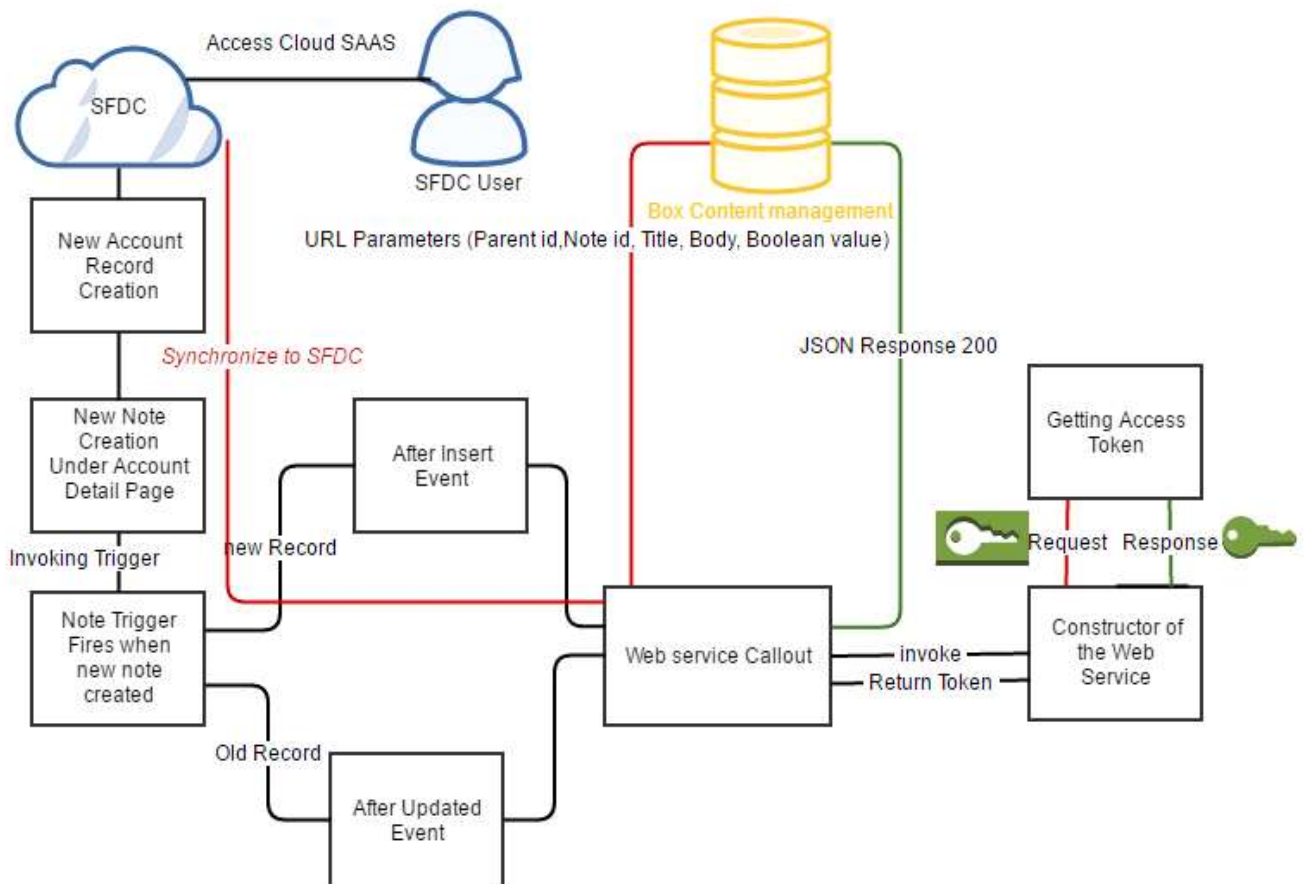 Access Cloud SAAS
SFDC
SFDC User
Box Content management
URL Parameters (Parent id,Note id, Title, Body, Boolean value)
New Account
Record
Creation
Synchronize to SFDC
JSON Response 200
New Note
Creation
Under Account
Detail Page
After Insert
Event
Getting Access
Token
Invoking Trigger
new Record
Request
Response
Note Trigger
Fires when
new note
created
Web service Callout
invoke
Return Token
Constructor of
the Web
Service
Old Record
After Updated
Event